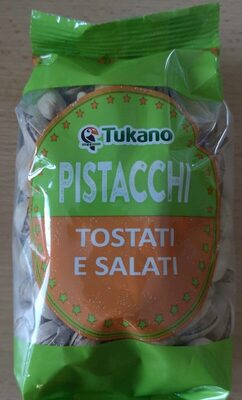 Tukano
PISTACCHI
TOSTATI
E SALATI